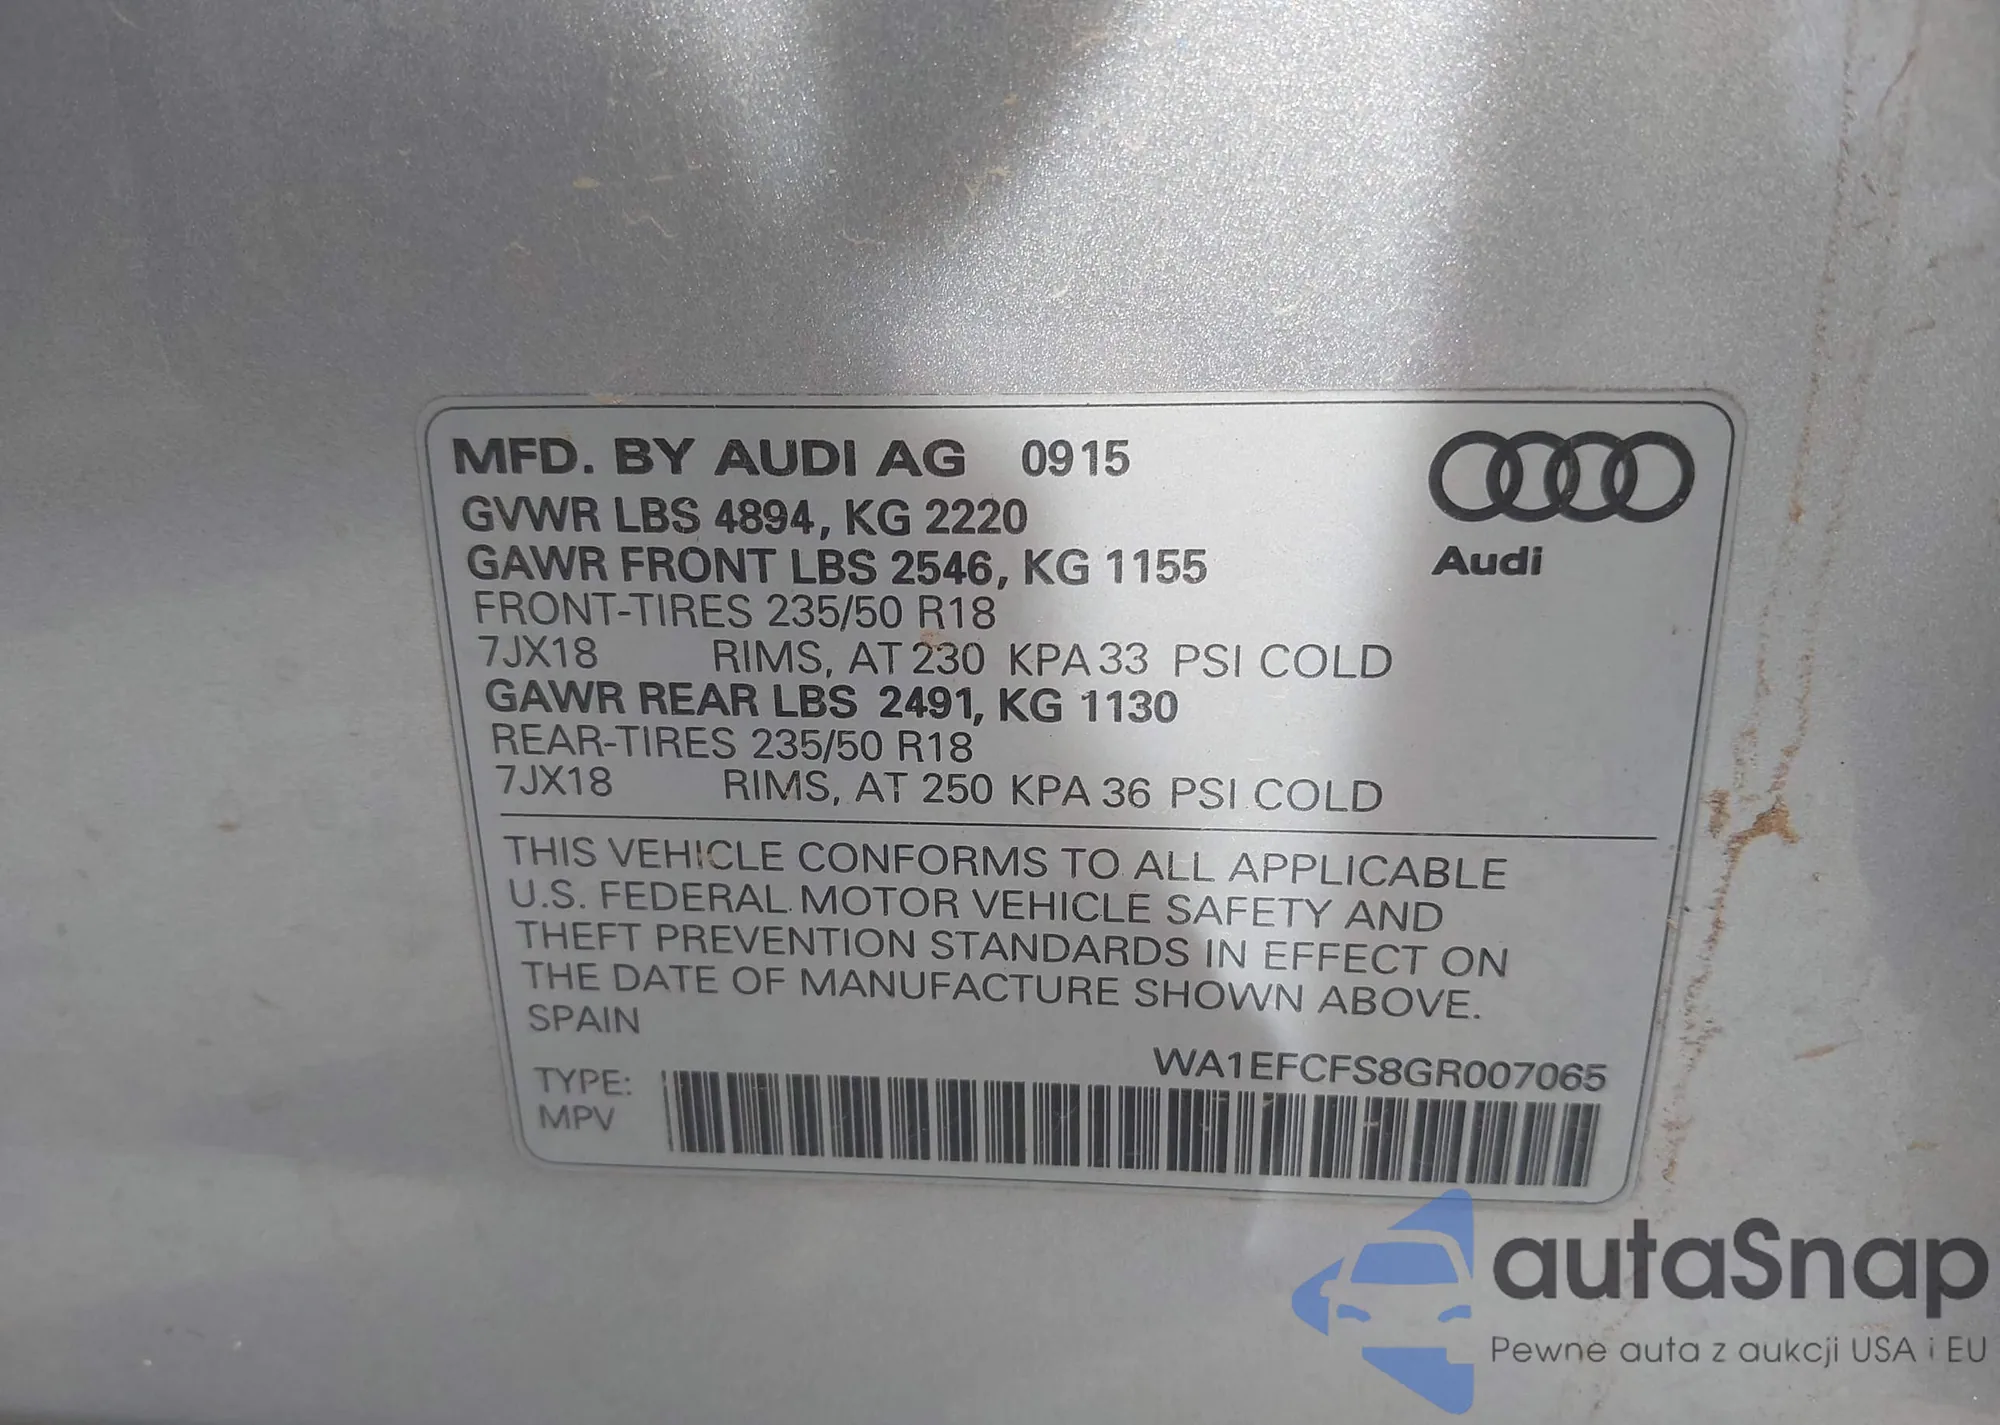 MFD. BY AUDI AG 0915
GVWR LBS 4894, KG 2220
GAWR FRONT LBS 2546, KG 1155
Audi
FRONT-TIRES 235/50 R18
7JX18 RIMS, AT 230 KPA 33 PSI COLD
GAWR REAR LBS 2491, KG 1130
REAR-TIRES 235/50 R18
7JX18 RIMS, AT 250 KPA 36 PSI COLD
THIS VEHICLE CONFORMS TO ALL APPLICABLE
U.S. FEDERAL MOTOR VEHICLE SAFETY AND
THEFT PREVENTION STANDARDS IN EFFECT ON
THE DATE OF MANUFACTURE SHOWN ABOVE.
SPAIN
WA1EFCFS8GR007065
TYPE:
MPV
autaSnap
Pewne auta z aukcji USA i EU